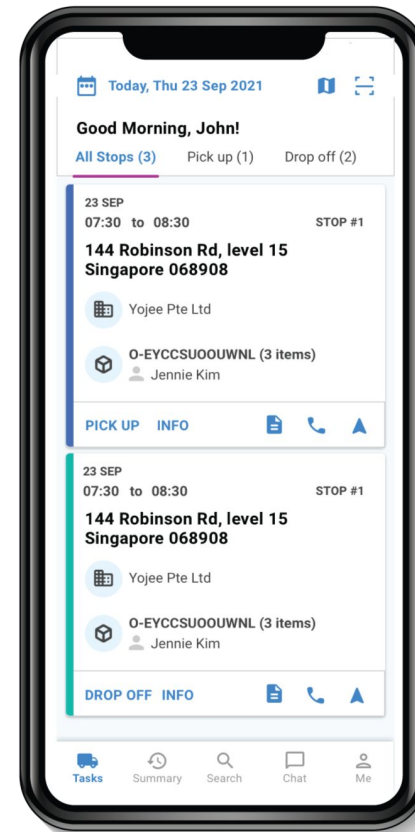 Today, Thu 23 Sep 2021
Good Morning, John!
All Stops (3) Pick up (1) Drop off (2)
23 SEP
07:30 to 08:30 STOP #1
144 Robinson Rd, level 15
Singapore 068908
Yojee Pte Ltd
O-EYCCSUOOUWNL (3 items)
Jennie Kim
PICK UP INFO
23 SEP
07:30 to 08:30 STOP #1
144 Robinson Rd, level 15
Singapore 068908
Yojee Pte Ltd
O-EYCCSUOOUWNL (3 items)
Jennie Kim
DROP OFF INFO
Tasks Summary Search Chat Me